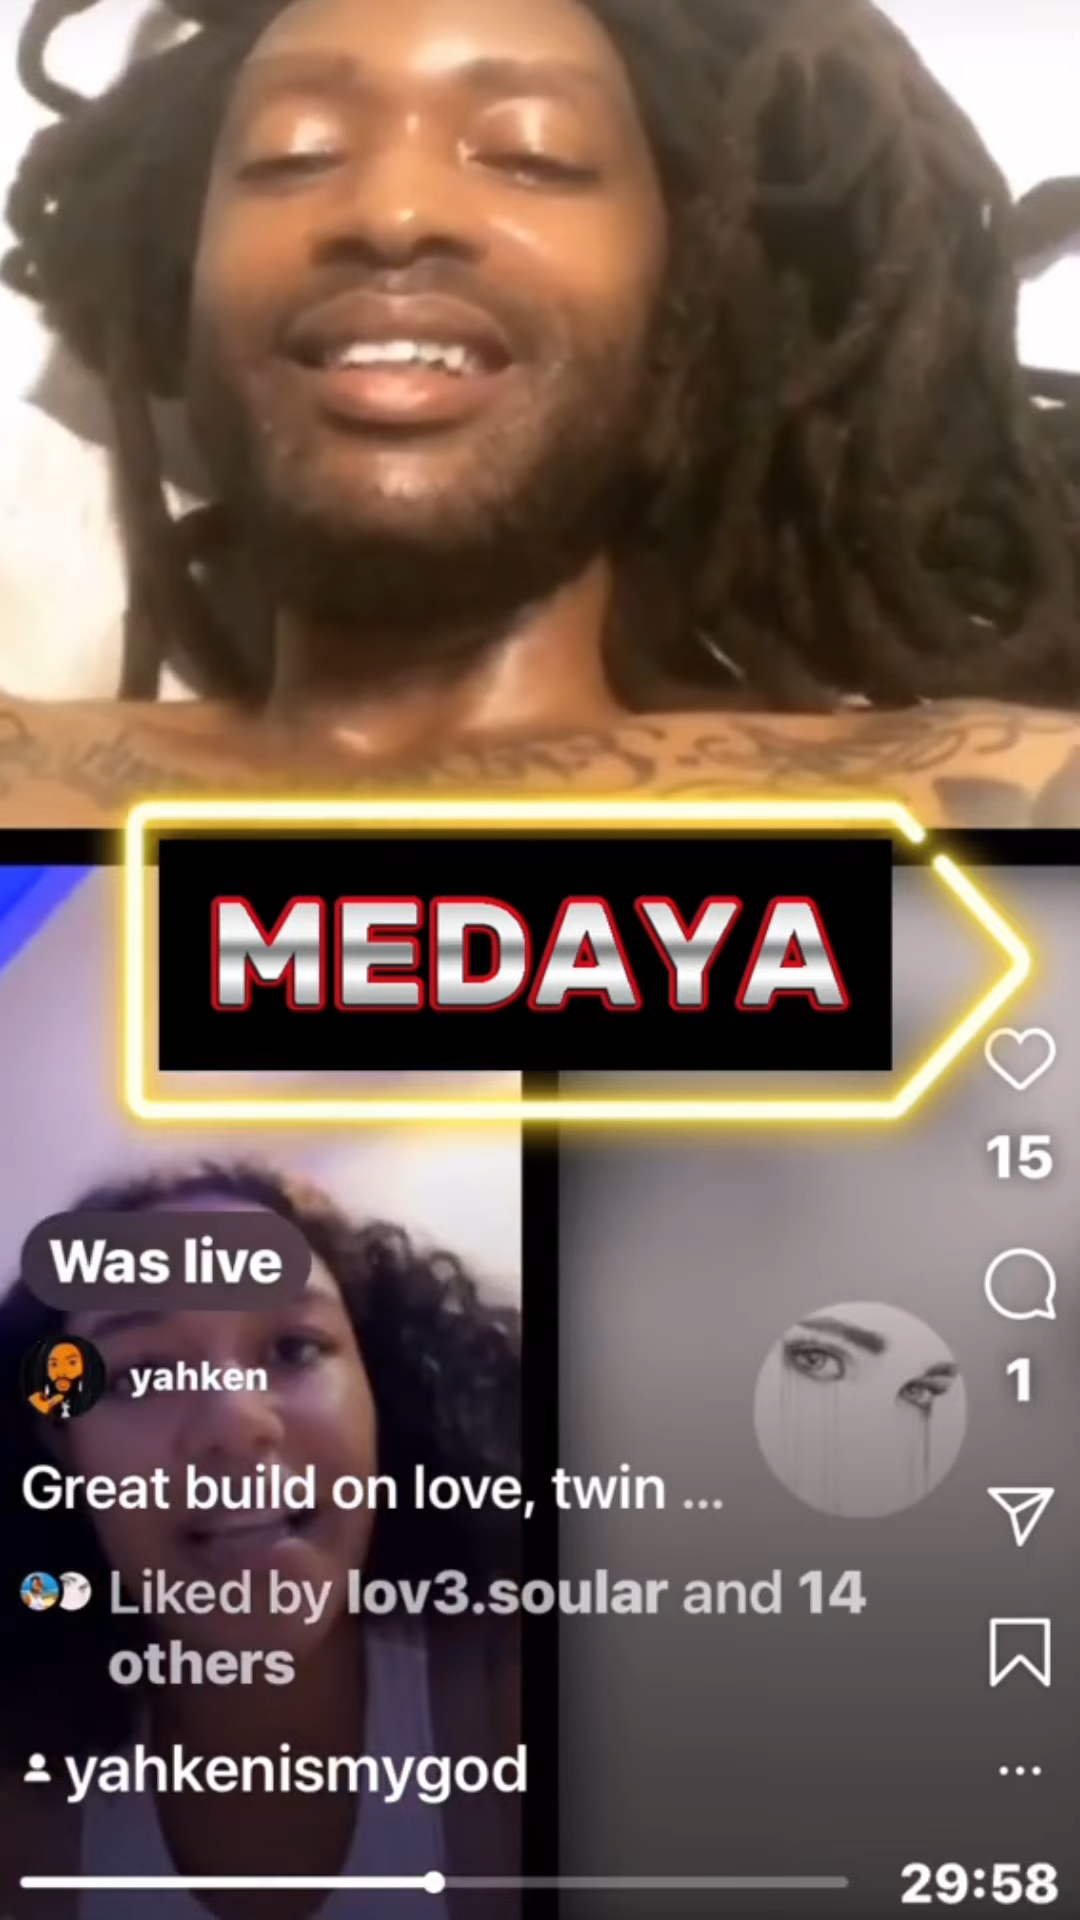 MEDAYA
15
Was live
yahken
1
Great build on love, twin ...
Liked by lov3.soular and 14
others
yahkenismygod
29:58